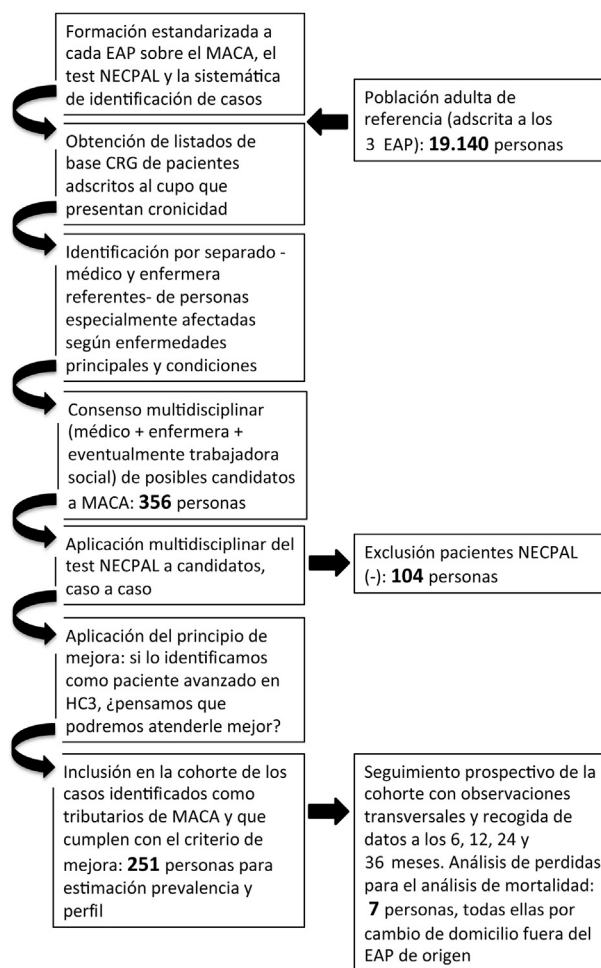 Formación estandarizada a
cada EAP sobre el MACA, el
test NECPAL y la sistemática
de identificación de casos
Población adulta de
referencia (adscrita a los
3 EAP): 19.140 personas
Obtención de listados de
base CRG de pacientes
adscritos al cupo que
presentan cronicidad
Identificación por separado -
médico y enfermera
referentes- de personas
especialmente afectadas
según enfermedades
principales y condiciones
Consenso multidisciplinar
(médico + enfermera +
eventualmente trabajadora
social) de posibles candidatos
a MACA: 356 personas
Aplicación multidisciplinar del
test NECPAL a candidatos,
caso a caso
Exclusión pacientes NECPAL
(-): 104 personas
Aplicación del principio de
mejora: si lo identificamos
como paciente avanzado en
HC3, ¿pensamos que
podremos atenderle mejor?
Inclusión en la cohorte de los
casos identificados como
tributarios de MACA y que
cumplen con el criterio de
mejora: 251 personas para
estimación prevalencia y
perfil
Seguimiento prospectivo de la
cohorte con observaciones
transversales y recogida de
datos a los 6, 12, 24 y
36 meses. Análisis de perdidas
para el análisis de mortalidad:
7 personas, todas ellas por
cambio de domicilio fuera del
EAP de origen